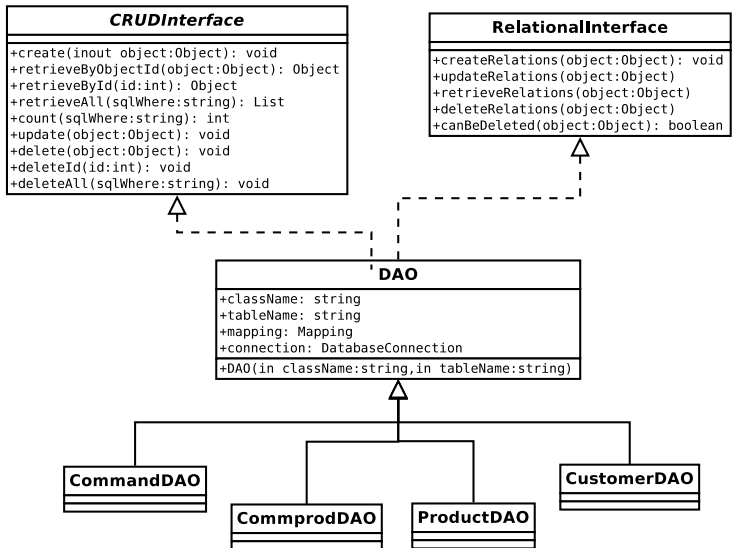 CRUDInterface
+create(inout object:Object): void
+retrieveByObjectId(object:Object): Object
+retrieveById(id:int): Object
+retrieveAll(sqlWhere:string): List
+count(sqlWhere:string): int
+update(object:Object): void
+delete(object:Object): void
+deleteId(id:int): void
+deleteAll(sqlWhere:string): void
RelationalInterface
+createRelations(object:Object): void
+updateRelations(object:Object)
+retrieveRelations(object:Object)
+deleteRelations(object:Object)
+canBeDeleted(object:Object): boolean
DAO
+className: string
+tableName: string
+mapping: Mapping
+connection: DatabaseConnection
+DAO(in className:string,in tableName:string)
CommandDAO
CommprodDAO
ProductDAO
CustomerDAO